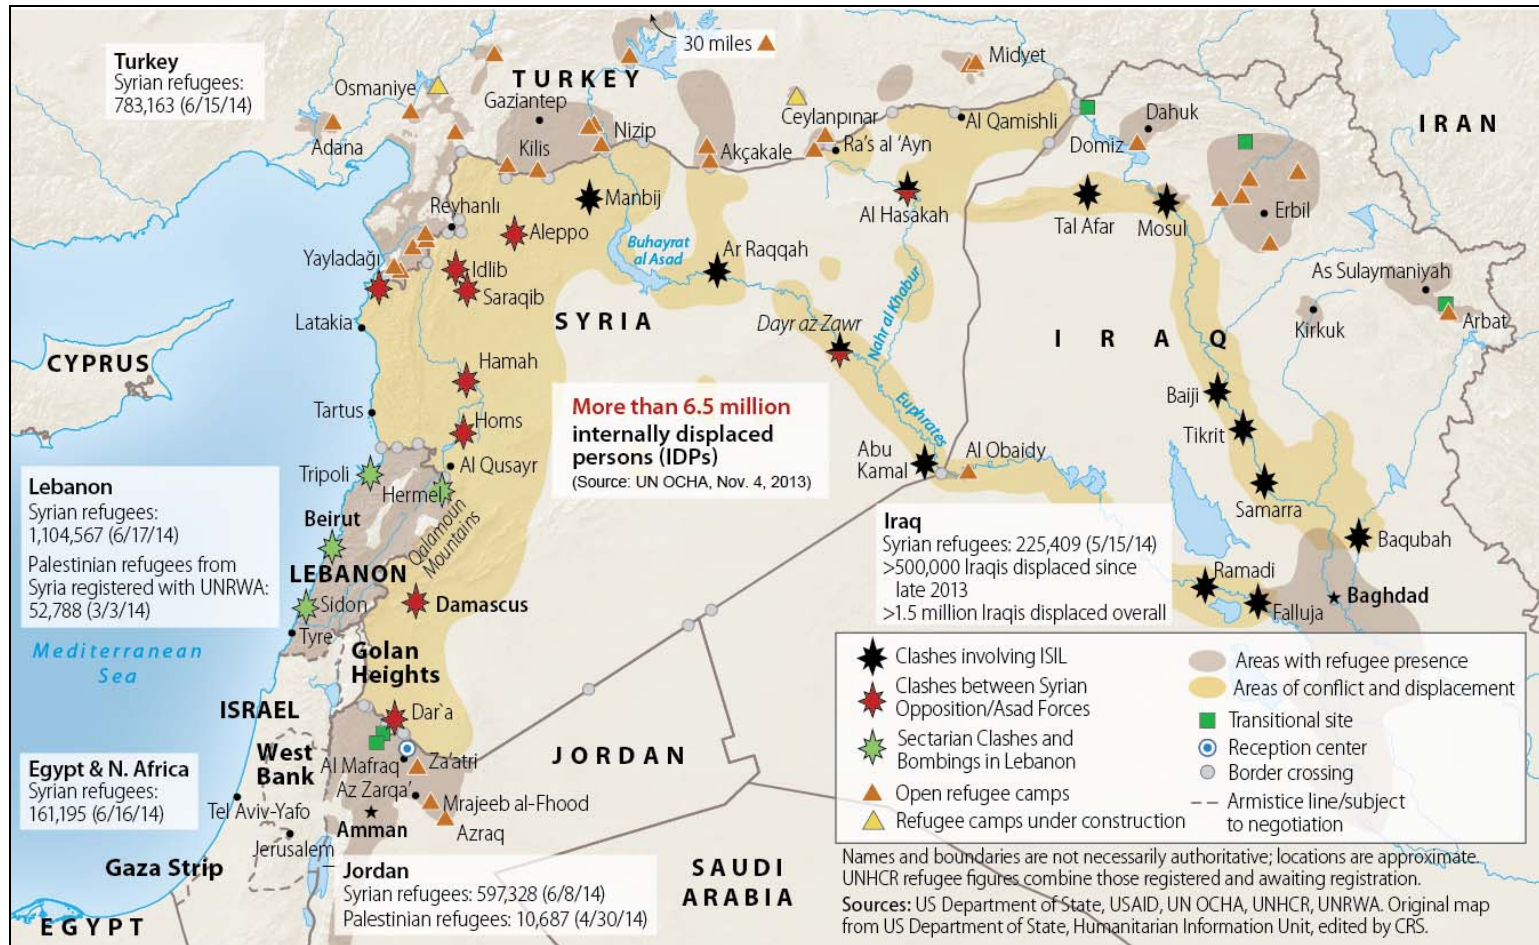 30 miles
Turkey
Syrian refugees:
783,163 (6/15/14)
TURKEY
Osmaniye
Gaziantep
Adana
Kilis
Nizip
Akçakale
Ceylanpınar
Midyet
Ra's al 'Ayn
Al Qamishli
Dahuk
Domiz
IRAN
Reyhanlı
Manbij
Aleppo
Al Hasakah
Tal Afar
Mosul
Erbil
Yayladağı
Idlib
Saraqib
Buhayrat
al Asad
Ar Raqqah
As Sulaymaniyah
Latakia
SYRIA
Dayr az-Zawr
Nahr al Khabur
IRAQ
Kirkuk
Arbat
CYPRUS
Hamah
Tartus
Homs
More than 6.5 million
internally displaced
persons (IDPs)
(Source: UN OCHA, Nov. 4, 2013)
Euphrates
Baiji
Tikrit
Abu
Kamal
Al Obaidy
Samarra
Tripoli
Al Qusayr
Hermel
Qalamoun
Mountains
Lebanon
Syrian refugees:
1,104,567 (6/17/14)
Palestinian refugees from
Syria registered with UNRWA:
52,788 (3/3/14)
Beirut
LEBANON
Sidon
Tyre
Damascus
Iraq
Syrian refugees: 225,409 (5/15/14)
>500,000 Iraqis displaced since
late 2013
>1.5 million Iraqis displaced overall
Baqubah
Ramadi
Baghdad
Falluja
Mediterranean
Sea
Golan
Heights
ISRAEL
Dar`a
West
Bank
Al Mafraq
Za'atri
Az Zarqa'
Mrajeeb al-Fhood
Azraq
Amman
JORDAN
Egypt & N. Africa
Syrian refugees:
161,195 (6/16/14)
Tel Aviv-Yafo
Jerusalem
Gaza Strip
EGYPT
Jordan
Syrian refugees: 597,328 (6/8/14)
Palestinian refugees: 10,687 (4/30/14)
SAUDI
ARABIA
Clashes involving ISIL
Clashes between Syrian
Opposition/Asad Forces
Sectarian Clashes and
Bombings in Lebanon
Open refugee camps
Refugee camps under construction
Areas with refugee presence
Areas of conflict and displacement
Transitional site
Reception center
Border crossing
Armistice line/subject
to negotiation
Names and boundaries are not necessarily authoritative; locations are approximate.
UNHCR refugee figures combine those registered and awaiting registration.
Sources: US Department of State, USAID, UN OCHA, UNHCR, UNRWA. Original map
from US Department of State, Humanitarian Information Unit, edited by CRS.